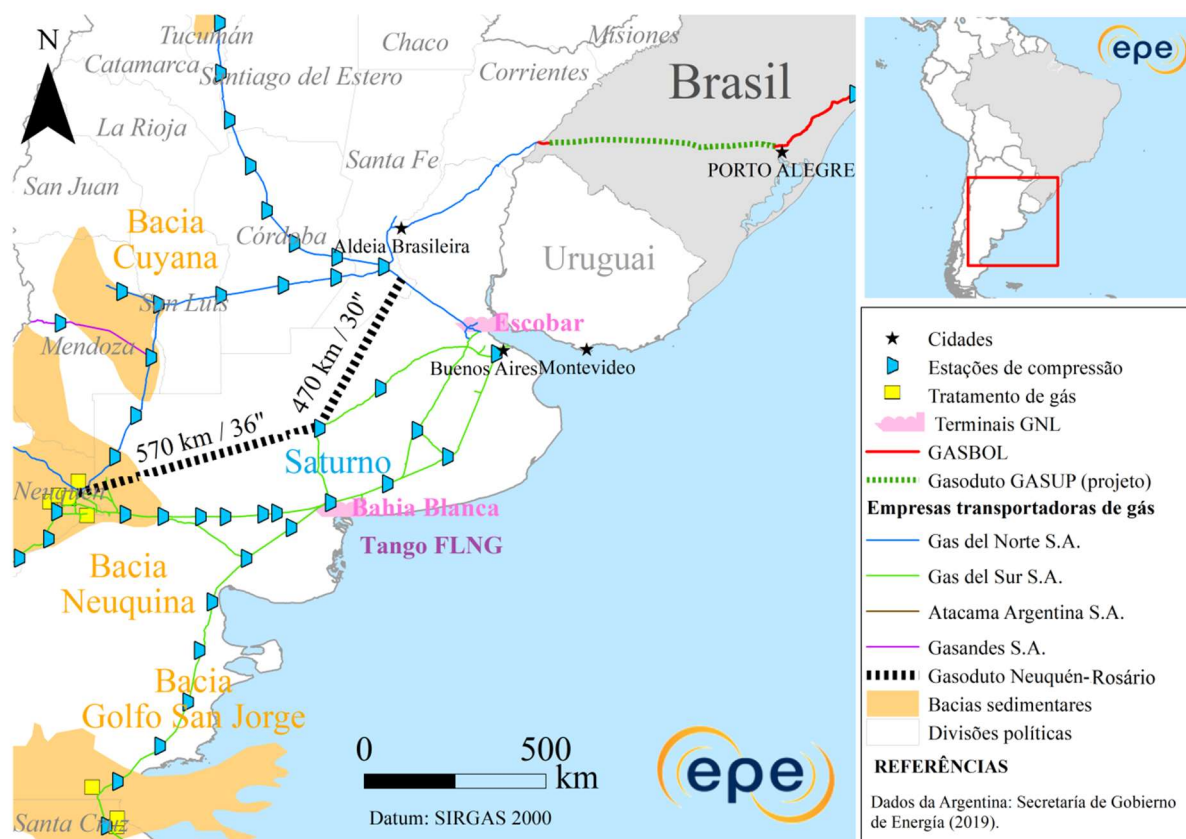 N
Tucumán
Catamarca
Santiago del Estero
Chaco
Misiones
Corrientes
La Rioja
Brasil
Santa Fe
San Juan
PORTO ALEGRE
Bacia
Cuyana
Córdoba
Aldeia Brasileira
Uruguai
San Luis
Mendoza
Escobar
Buenos Aires
Montevideo
470 km / 30"
570 km / 36"
Saturno
Neuquén
Bahia Blanca
Tango FLNG
Bacia
Neuquina
Bacia
Golfo San Jorge
0
500
km
Datum: SIRGAS 2000
Santa Cruz
epe
epe
Cidades
Estações de compressão
Tratamento de gás
Terminais GNL
GASBOL
Gasoduto GASUP (projeto)
Empresas transportadoras de gás
Gas del Norte S.A.
Gas del Sur S.A.
Atacama Argentina S.A.
Gasandes S.A.
Gasoduto Neuquén-Rosário
Bacias sedimentares
Divisões políticas
REFERÊNCIAS
Dados da Argentina: Secretaría de Gobierno
de Energía (2019).